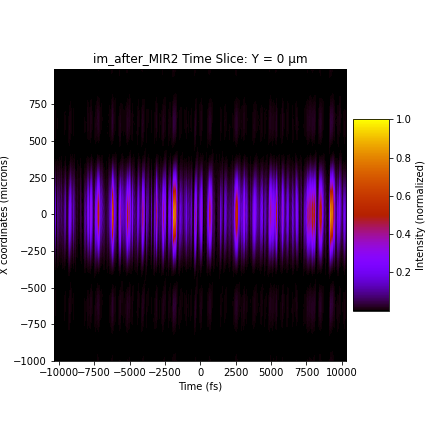 im_after_MIR2 Time Slice: Y = 0 μm
X coordinates (microns)
750
500
250
0
−250
−500
−750
−1000
−10000 −7500 −5000 −2500 0 2500 5000 7500 10000
Time (fs)
1.0
0.8
0.6
0.4
0.2
Intensity (normalized)